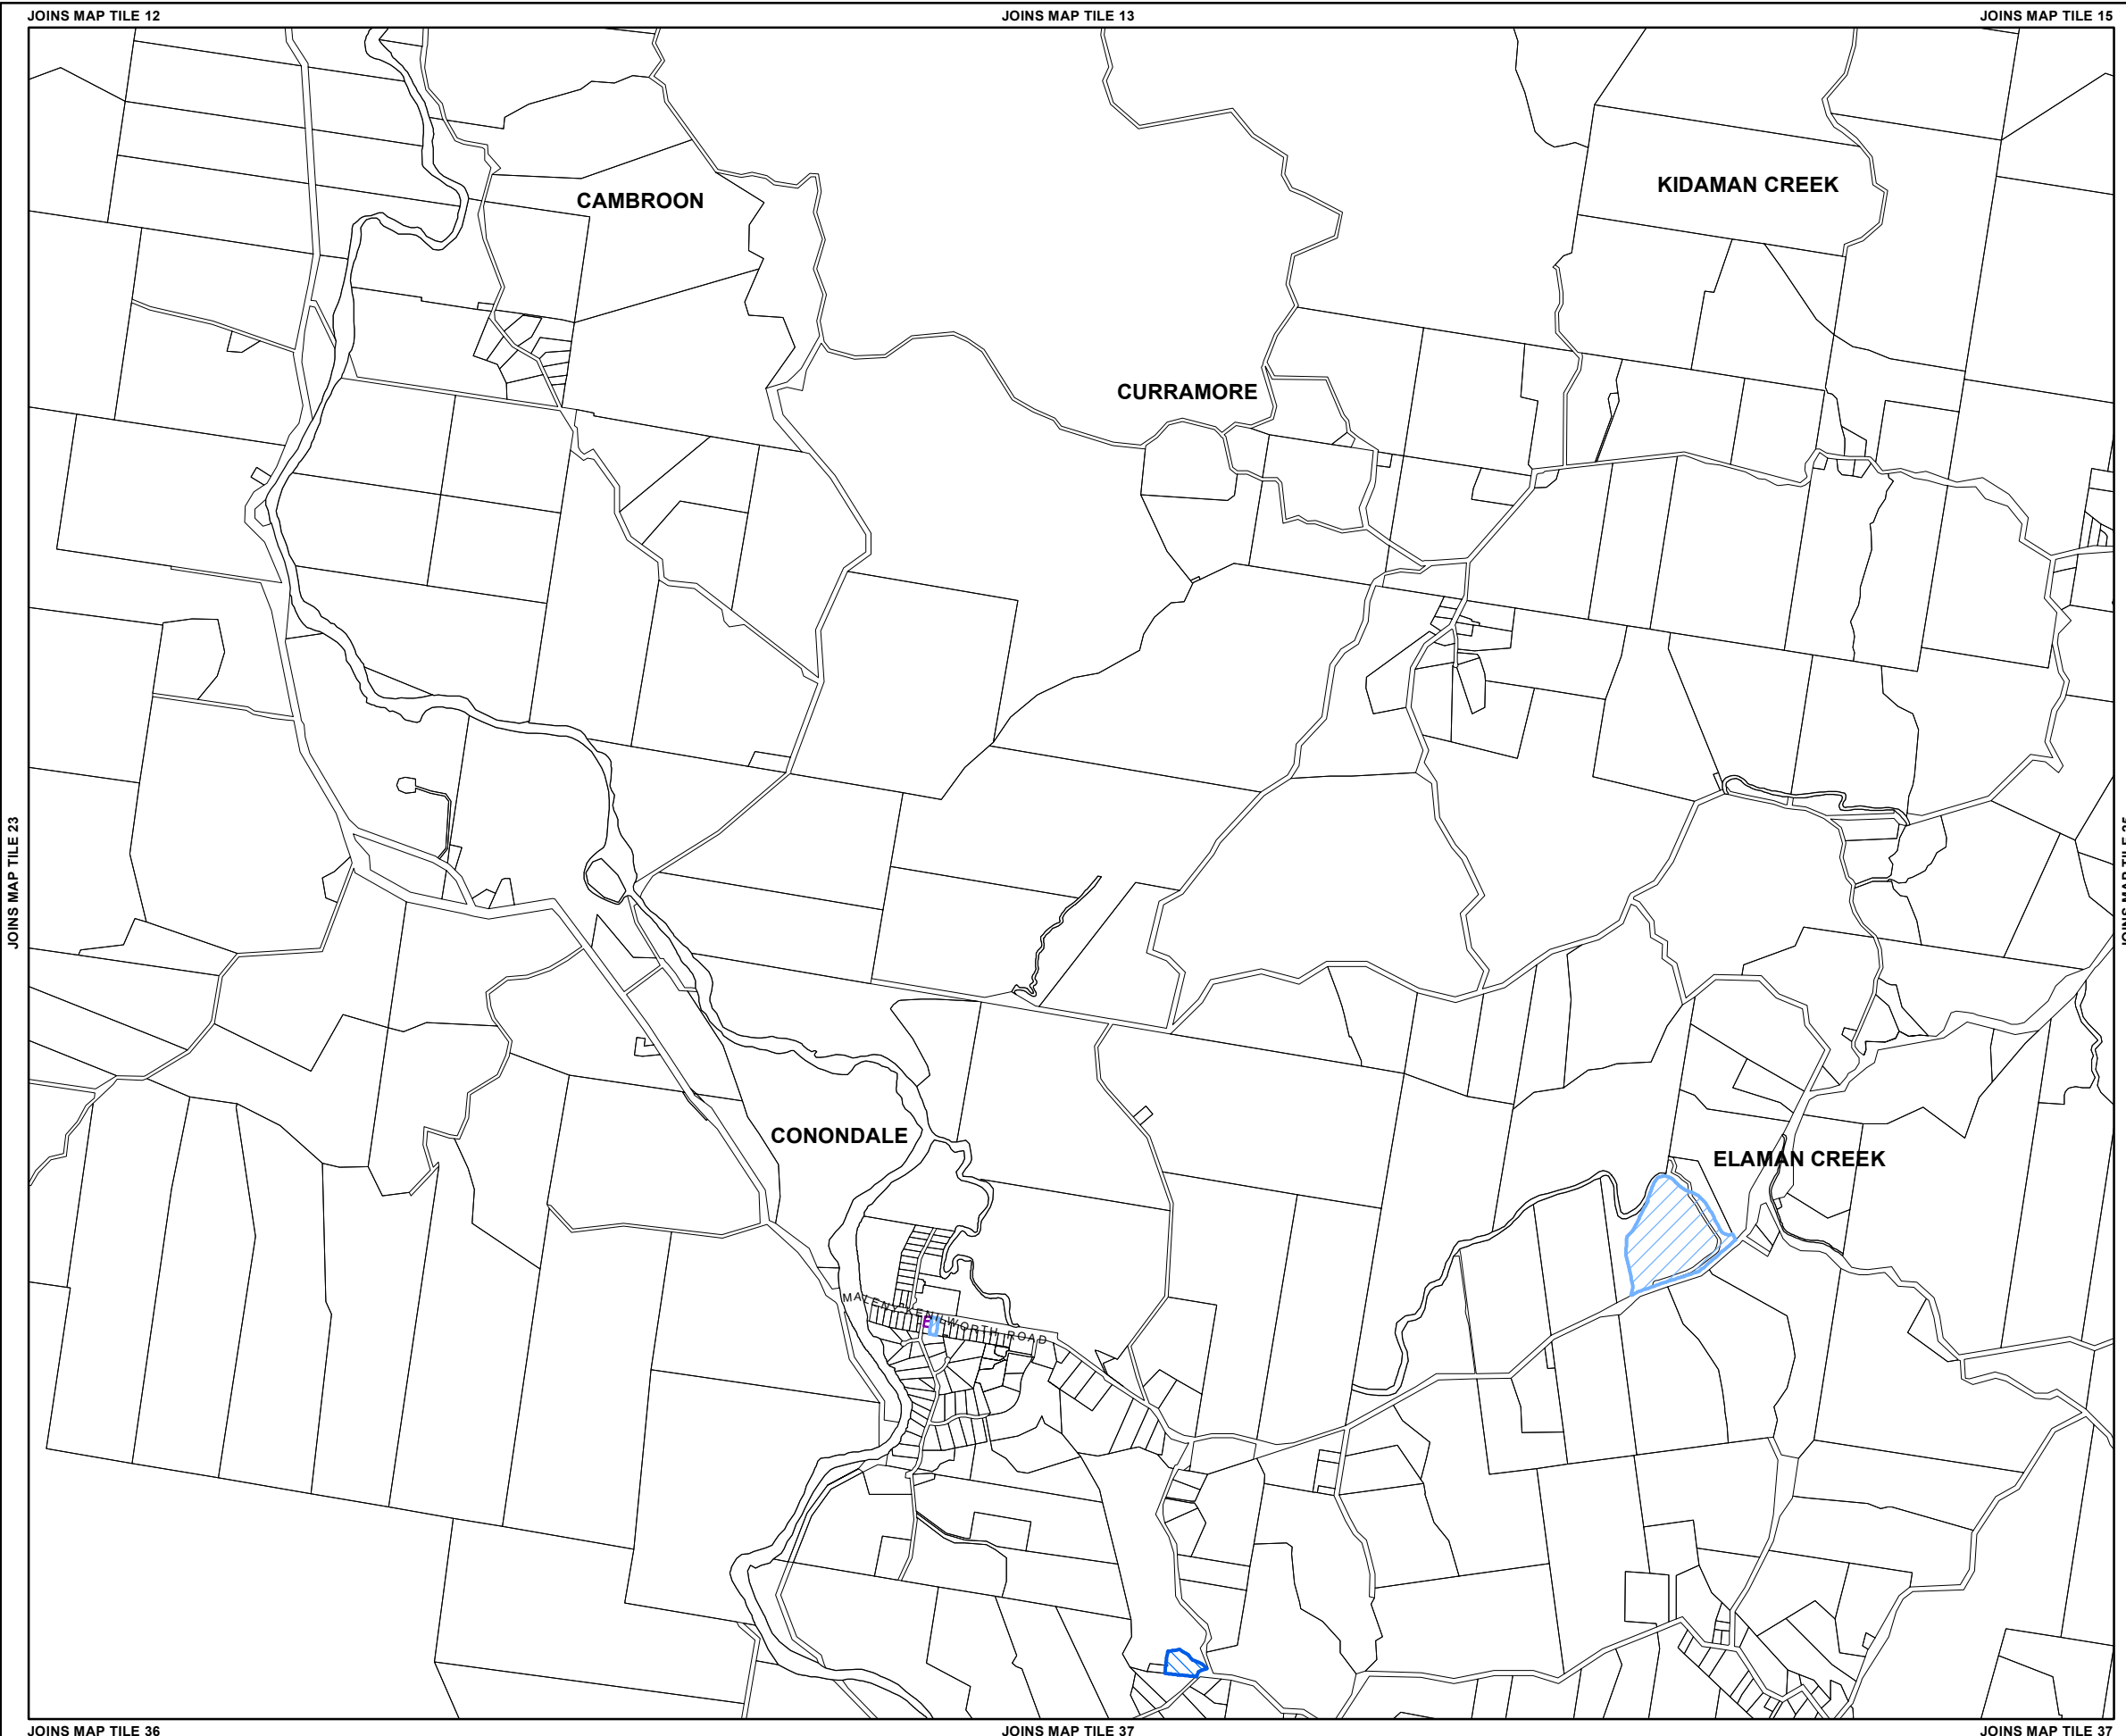 JOINS MAP TILE 12
JOINS MAP TILE 13
JOINS MAP TILE 15
KIDAMAN CREEK
CAMBROON
CURRAMORE
JOINS MAP TILE 23
CONONDALE
ELAMAN CREEK
MALENY KENILWORTH ROAD
E
JOINS MAP TILE 36
JOINS MAP TILE 37
JOINS MAP TILE 37